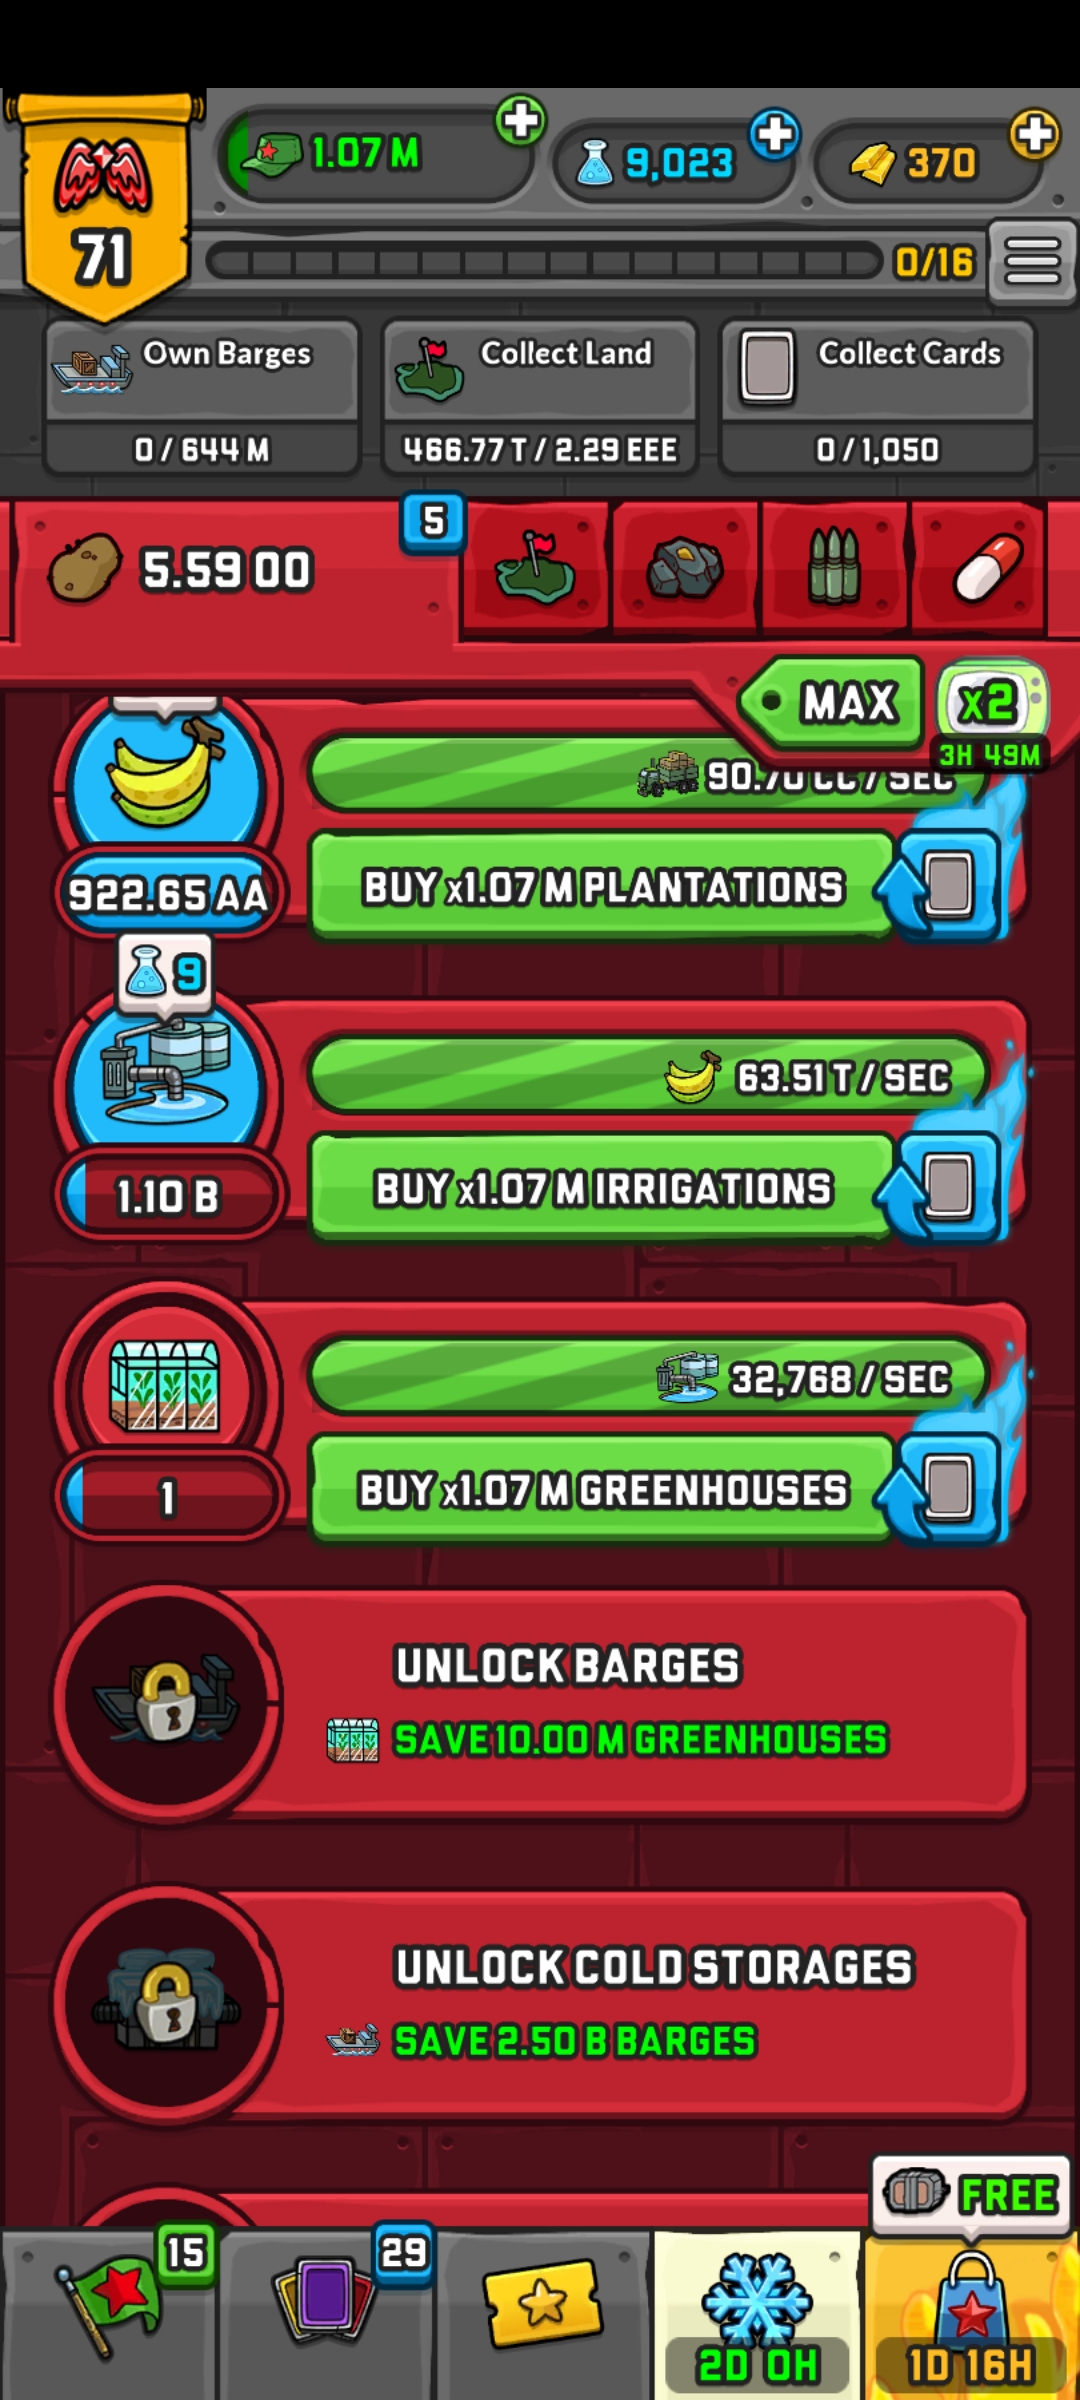 1.07 M
9,023
370
71
0/16
Own Barges
0 / 644 M
Collect Land
466.77 T / 2.29 EEE
Collect Cards
0 / 1,050
5.59 OO
5
MAX
x2
3H 49M
90.70 CC / SEC
922.65 AA
BUY x1.07 M PLANTATIONS
9
63.51 T / SEC
1.10 B
BUY x1.07 M IRRIGATIONS
32,768 / SEC
1
BUY x1.07 M GREENHOUSES
UNLOCK BARGES
SAVE 10.00 M GREENHOUSES
UNLOCK COLD STORAGES
SAVE 2.50 B BARGES
FREE
15
29
2D 0H
1D 16H